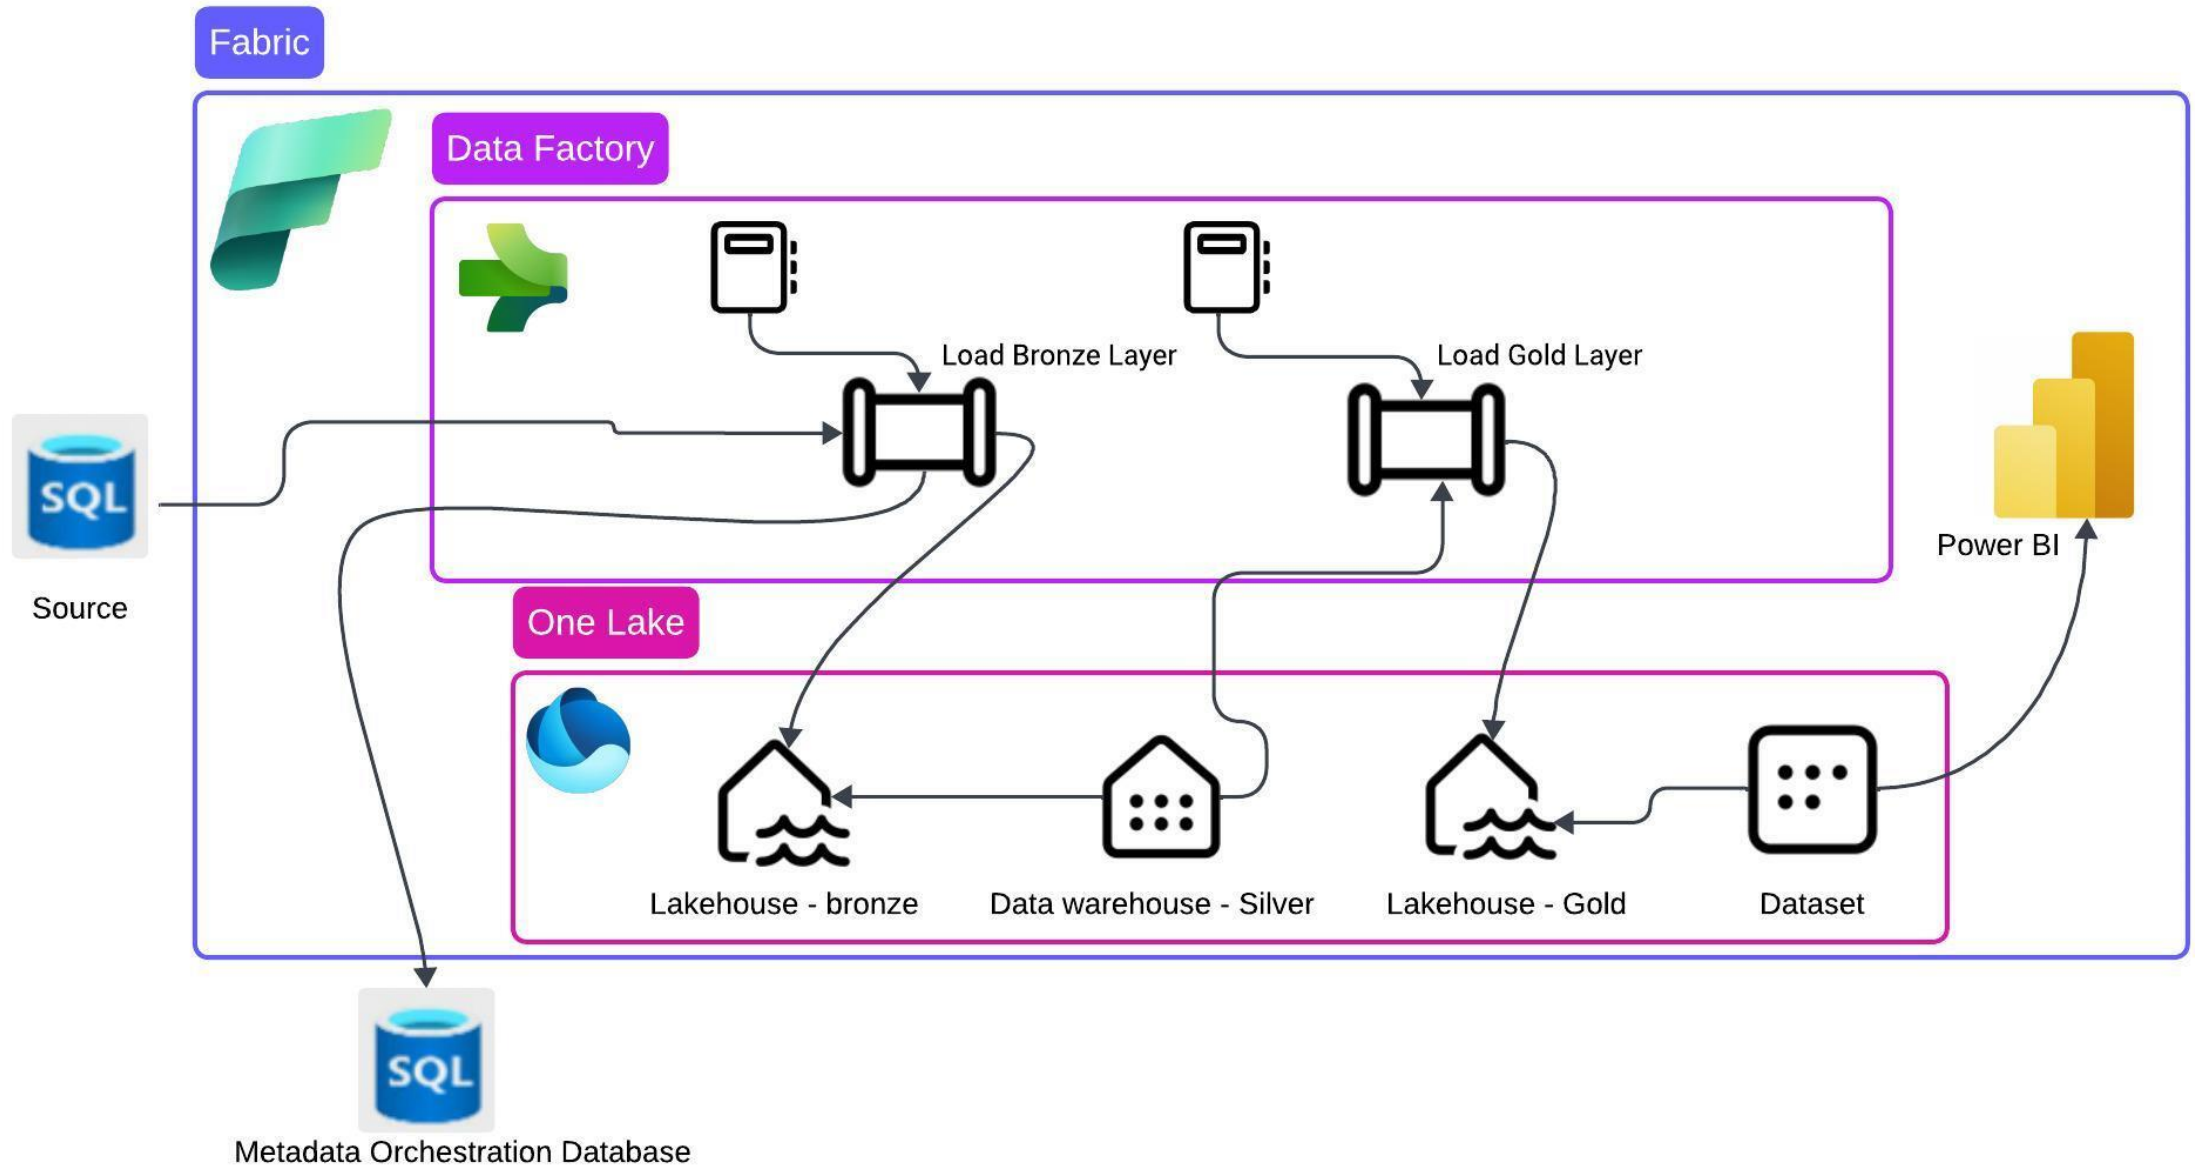 Fabric
Data Factory
Load Bronze Layer
Load Gold Layer
SQL
Source
Power BI
One Lake
Lakehouse - bronze
Data warehouse - Silver
Lakehouse - Gold
Dataset
SQL
Metadata Orchestration Database